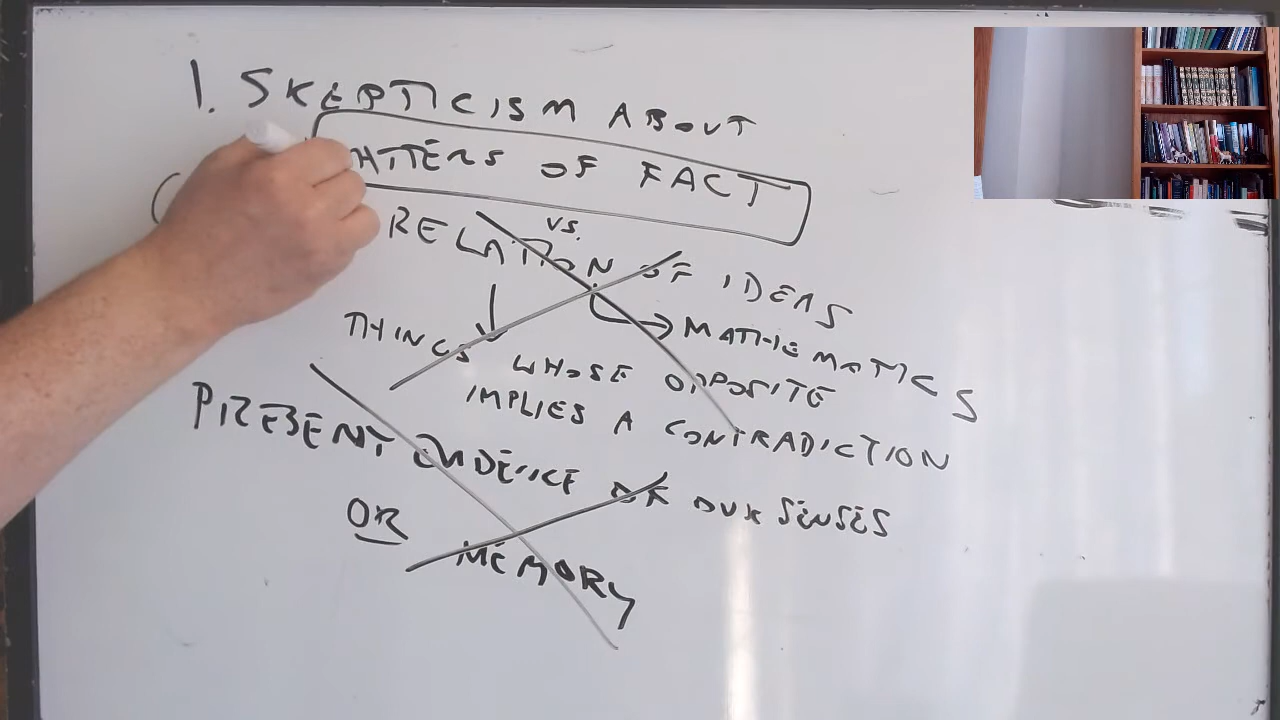 1. SKEPTICISM ABOUT
MATTERS OF FACT
VS.
RELATION OF IDEAS
MATHEMATICS
THINGS WHOSE OPPOSITE
IMPLIES A CONTRADICTION
PRESENT EVIDENCE OF OUR SENSES
OR MEMORY